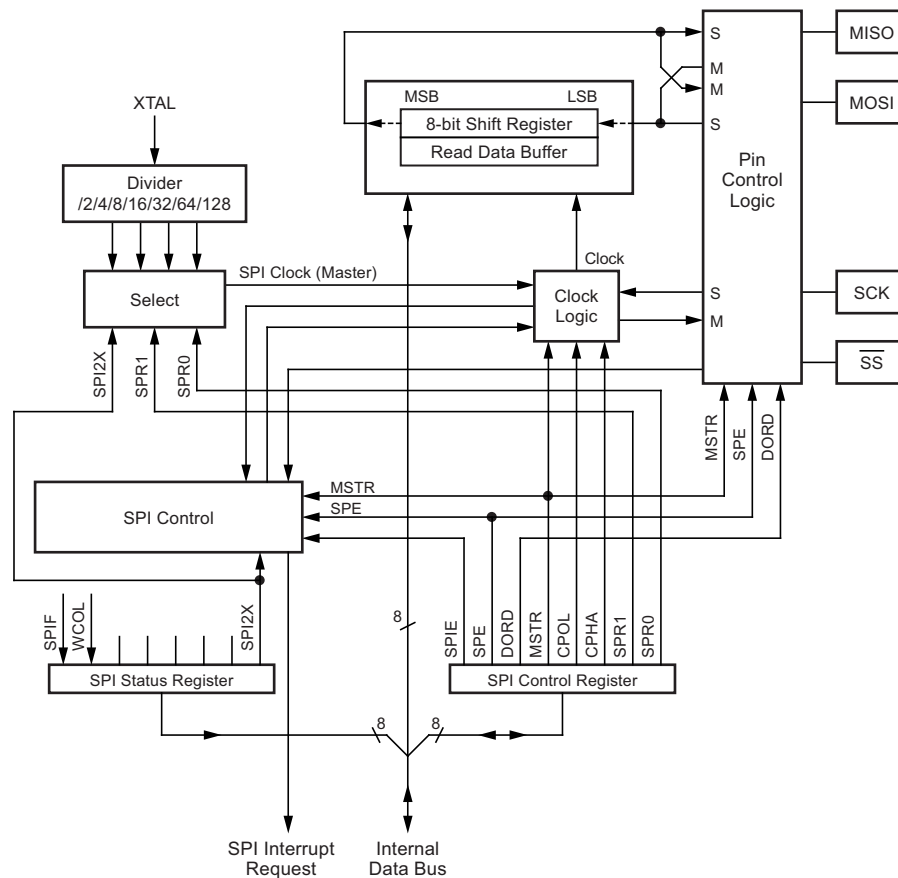 S
MISO
M
XTAL
MSB
LSB
M
MOSI
8-bit Shift Register
S
Read Data Buffer
Pin
Control
Logic
Divider
/2/4/8/16/32/64/128
SPI Clock (Master)
Clock
Select
Clock
Logic
S
SCK
M
SPI2X
SPR1
SPR0
SS
MSTR
SPE
DORD
MSTR
SPE
SPI Control
SPIF
WCOL
SPI2X
8
SPIE
SPE
DORD
MSTR
CPOL
CPHA
SPR1
SPR0
SPI Status Register
SPI Control Register
8
8
SPI Interrupt
Request
Internal
Data Bus